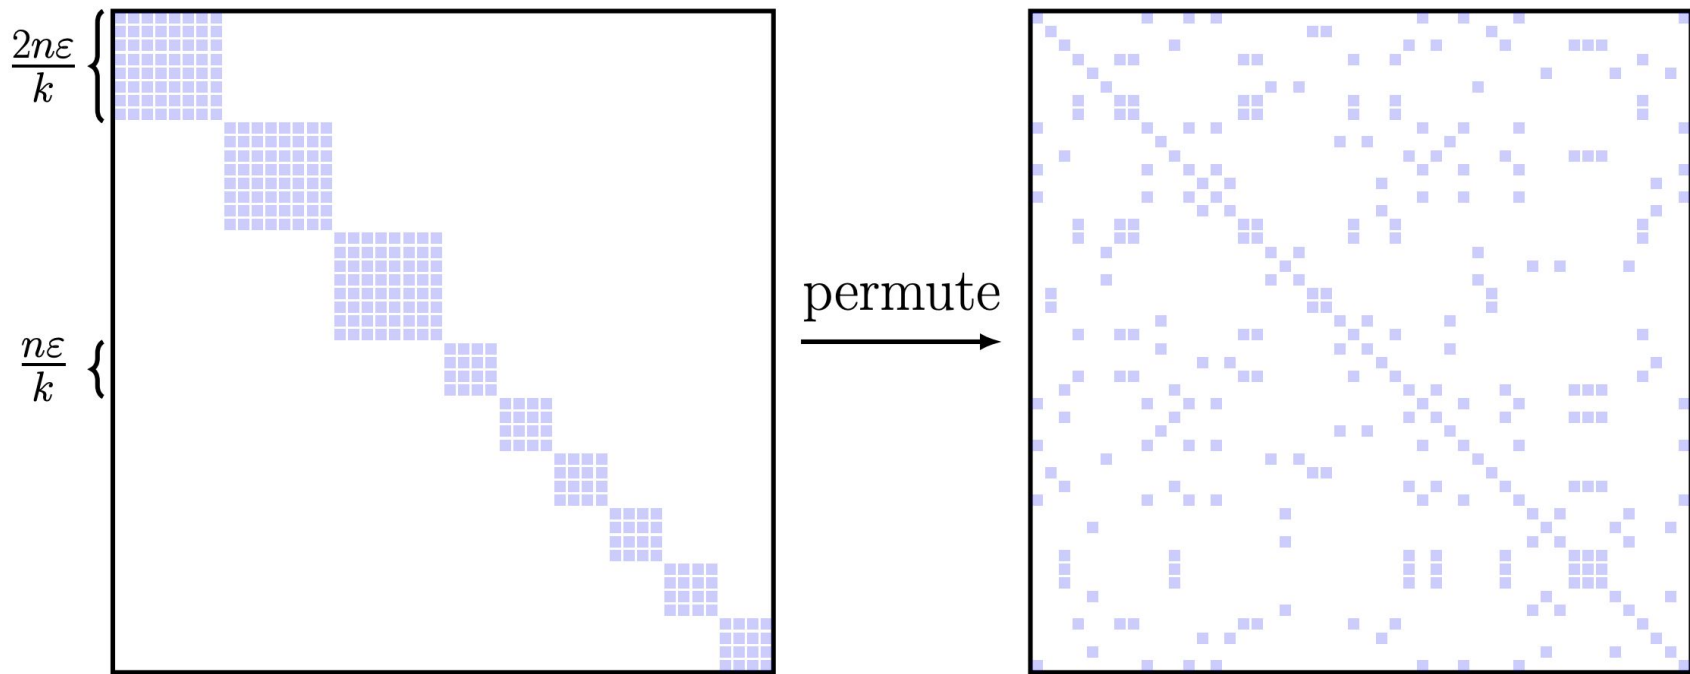 2nε
k
permute
nε
k